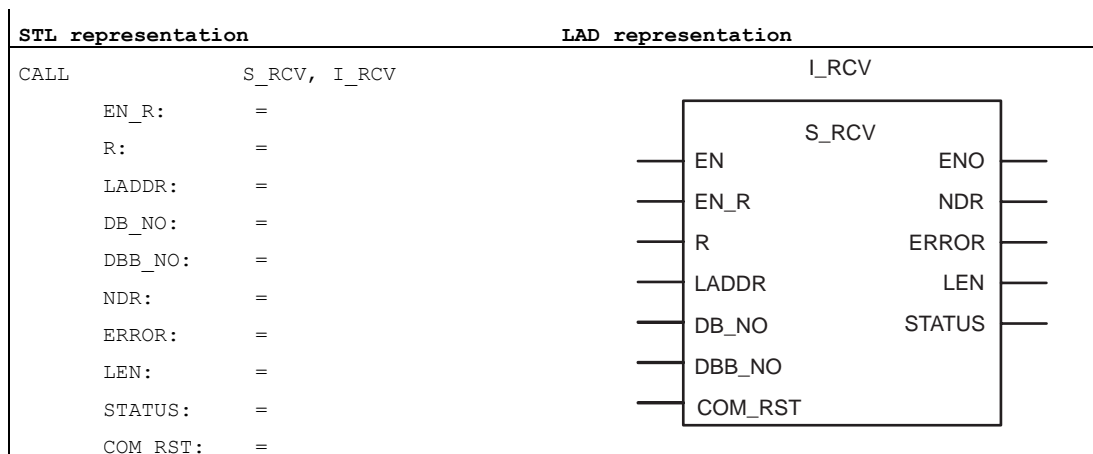 STL representation
LAD representation
CALL S_RCV, I_RCV
EN_R: =
R: =
LADDR: =
DB_NO: =
DBB_NO: =
NDR: =
ERROR: =
LEN: =
STATUS: =
COM_RST: =
I_RCV
S_RCV
EN ENO
EN_R NDR
R ERROR
LADDR LEN
DB_NO STATUS
DBB_NO
COM_RST